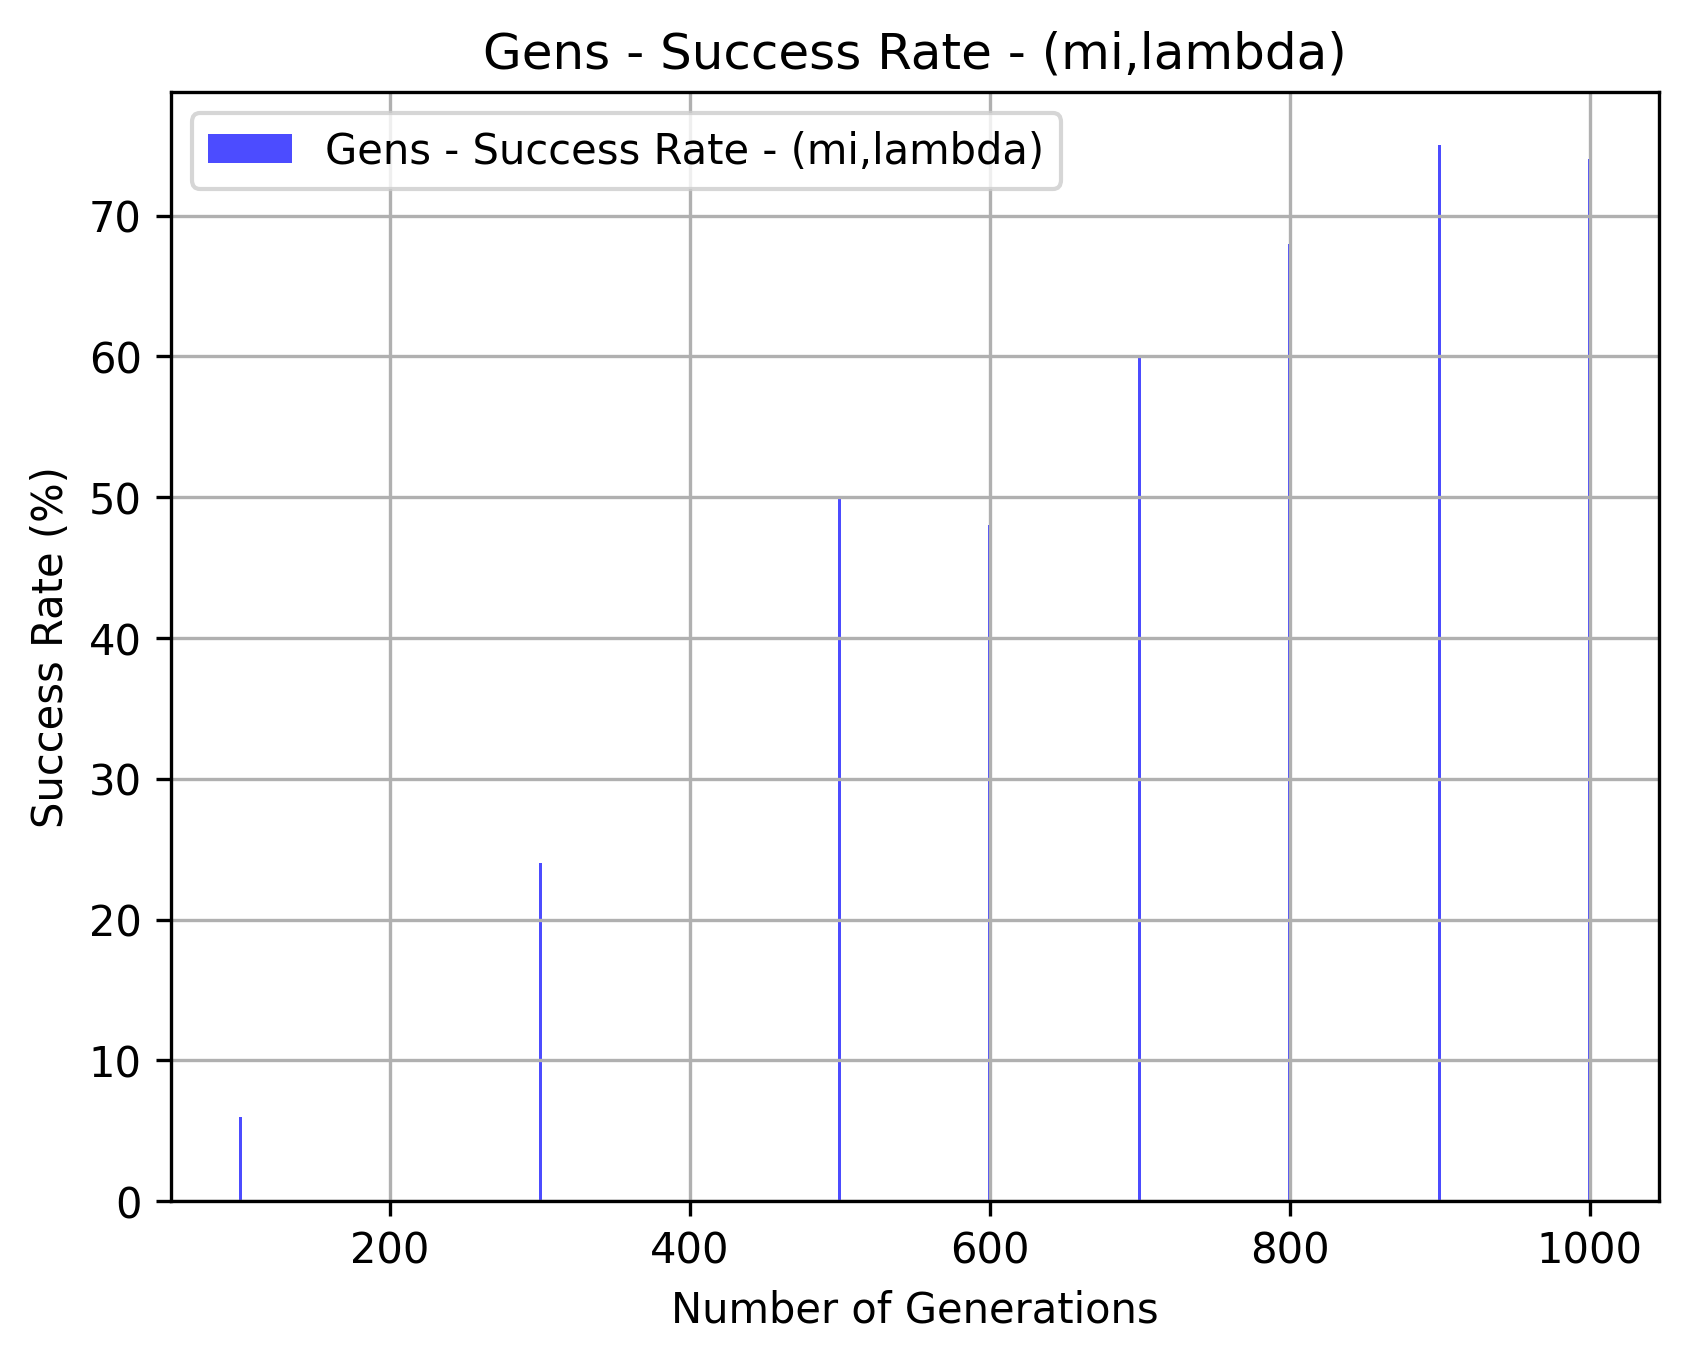 Gens - Success Rate - (mi,lambda)
Gens - Success Rate - (mi,lambda)
Success Rate (%)
70
60
50
40
30
20
10
0
200 400 600 800 1000
Number of Generations